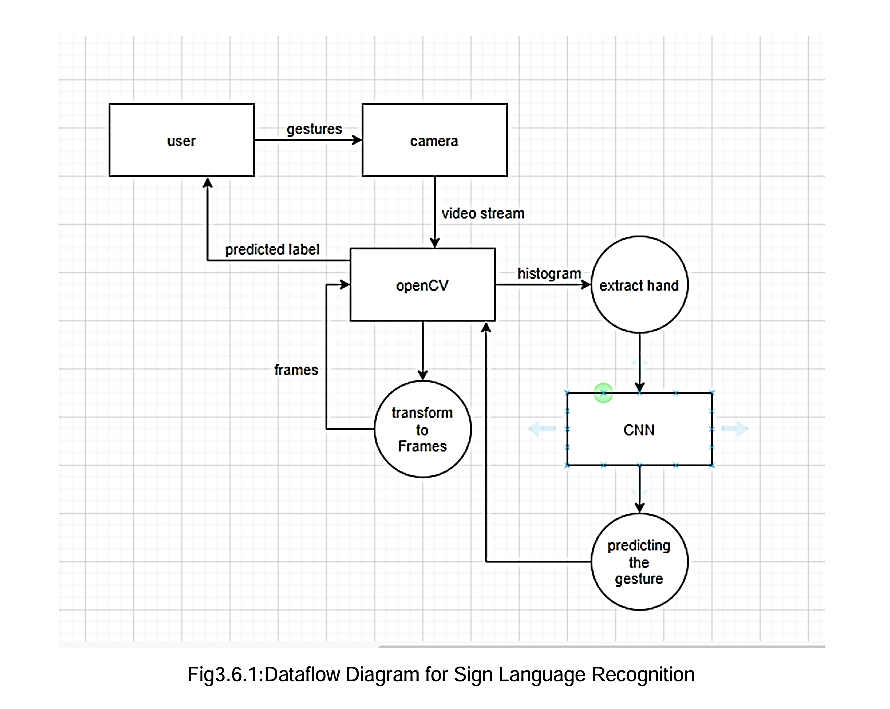 user
gestures
camera
video stream
predicted label
openCV
histogram
extract hand
frames
transform
to
Frames
CNN
predicting
the
gesture
Fig3.6.1:Dataflow Diagram for Sign Language Recognition